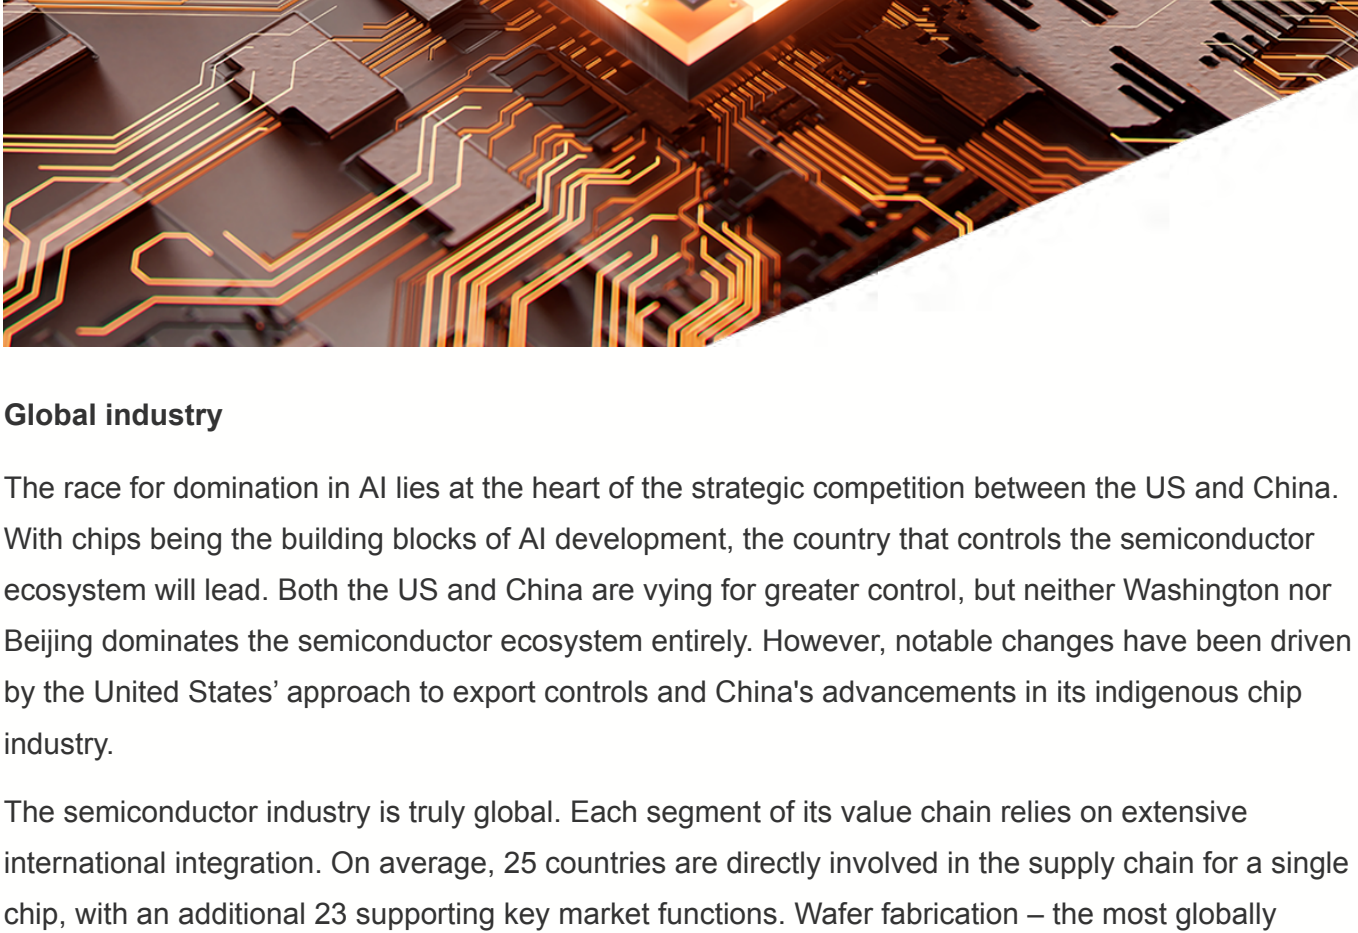 Global industry
The race for domination in AI lies at the heart of the strategic competition between the US and China.
With chips being the building blocks of AI development, the country that controls the semiconductor
ecosystem will lead. Both the US and China are vying for greater control, but neither Washington nor
Beijing dominates the semiconductor ecosystem entirely. However, notable changes have been driven
by the United States’ approach to export controls and China's advancements in its indigenous chip
industry.
The semiconductor industry is truly global. Each segment of its value chain relies on extensive
international integration. On average, 25 countries are directly involved in the supply chain for a single
chip, with an additional 23 supporting key market functions. Wafer fabrication – the most globally